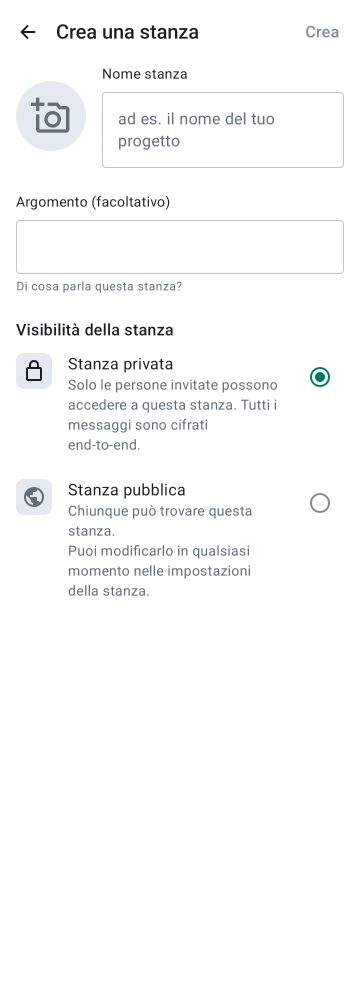 Crea una stanza
Crea
Nome stanza
ad es. il nome del tuo
progetto
Argomento (facoltativo)
Di cosa parla questa stanza?
Visibilità della stanza
Stanza privata
Solo le persone invitate possono
accedere a questa stanza. Tutti i
messaggi sono cifrati
end-to-end.
Stanza pubblica
Chiunque può trovare questa
stanza.
Puoi modificarlo in qualsiasi
momento nelle impostazioni
della stanza.